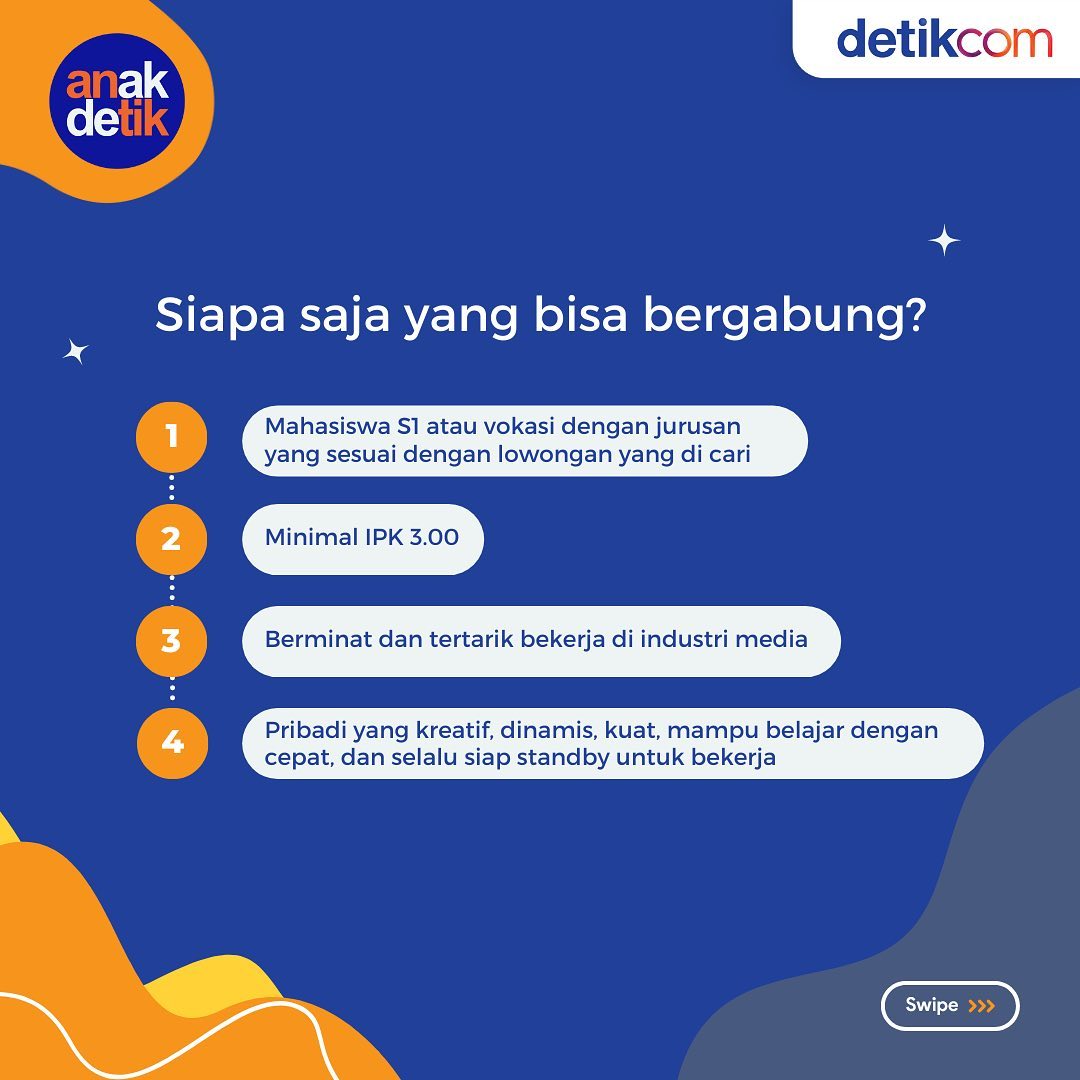 anak
detik
detikcom
Siapa saja yang bisa bergabung?
1
Mahasiswa S1 atau vokasi dengan jurusan
yang sesuai dengan lowongan yang di cari
2
Minimal IPK 3.00
3
Berminat dan tertarik bekerja di industri media
4
Pribadi yang kreatif, dinamis, kuat, mampu belajar dengan
cepat, dan selalu siap standby untuk bekerja
Swipe >>>